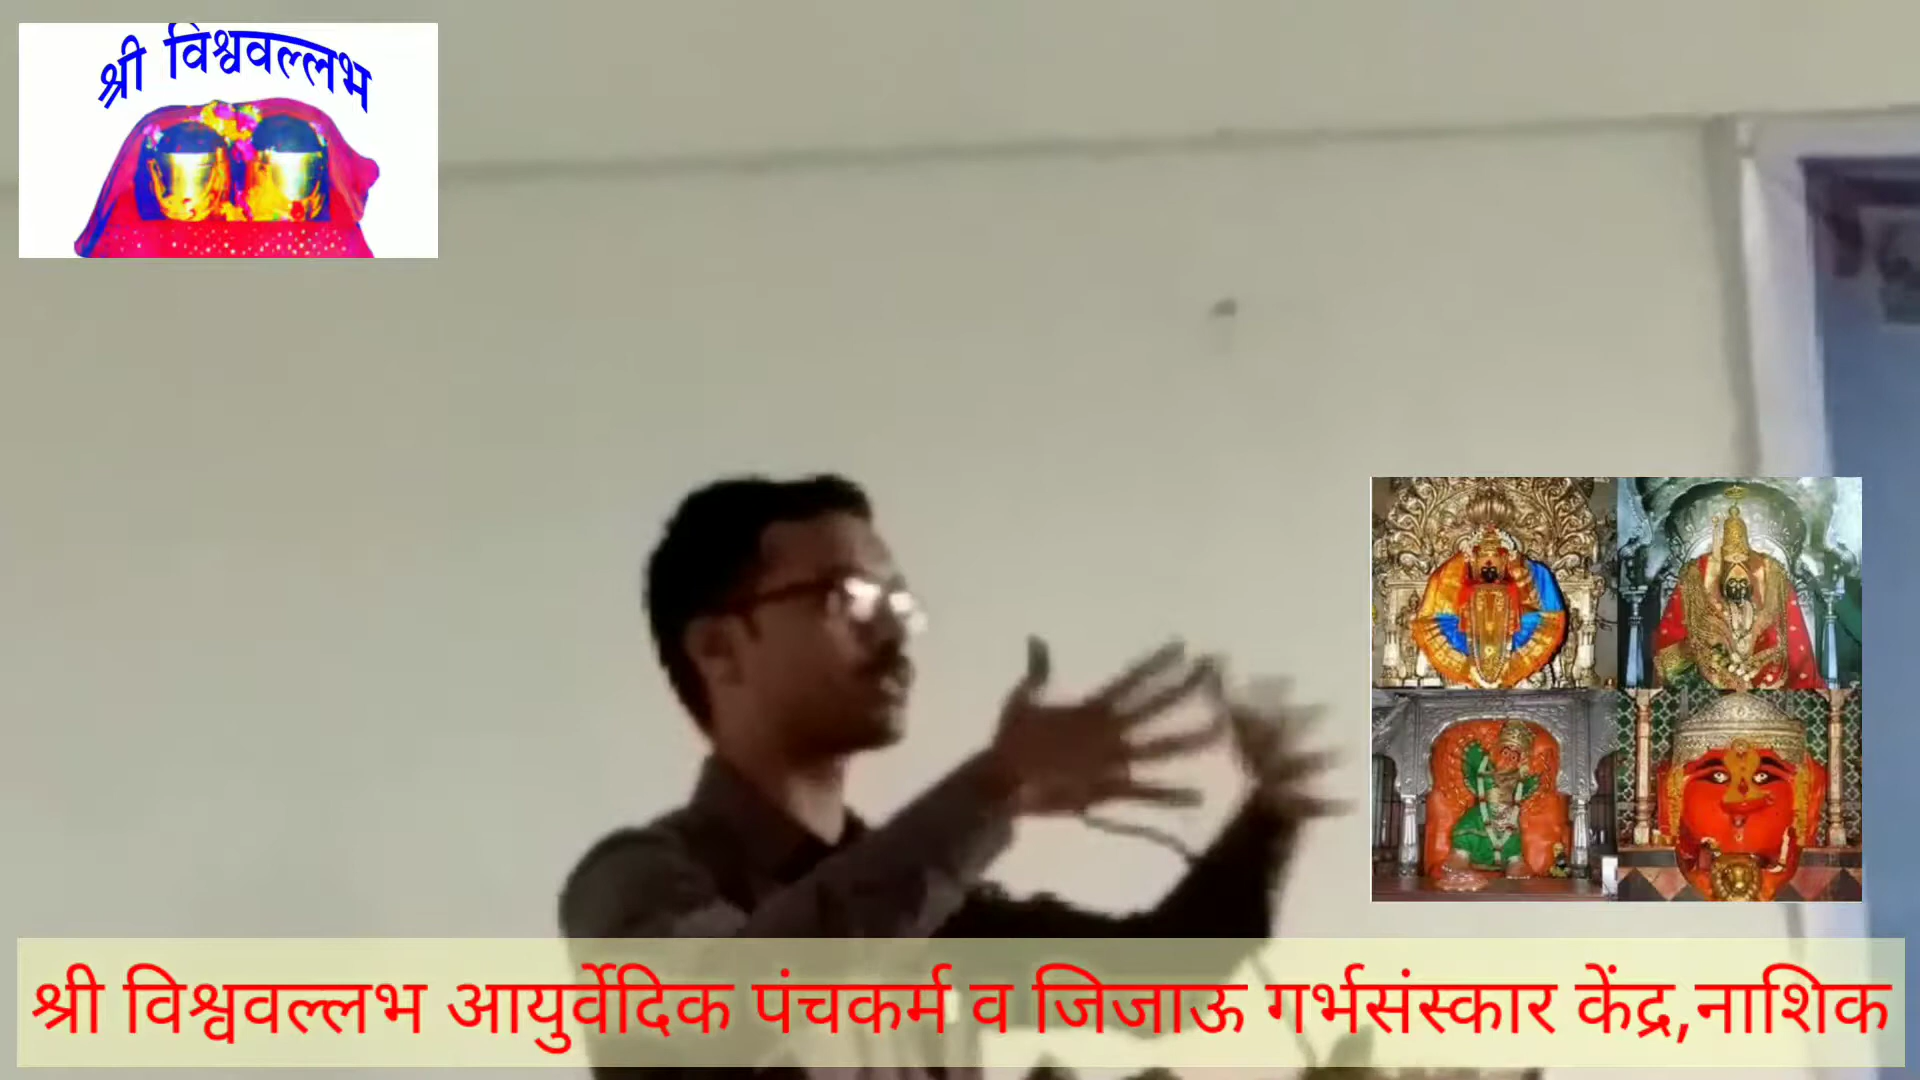 श्री विश्ववल्लभ
श्री विश्ववल्लभ आयुर्वेदिक पंचकर्म व जिजाऊ गर्भसंस्कार केंद्र,नाशिक